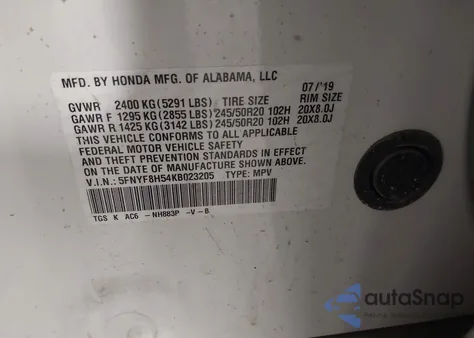 MFD. BY HONDA MFG. OF ALABAMA, LLC
07/'19
GVWR 2400 KG (5291 LBS) TIRE SIZE RIM SIZE
GAWR F 1295 KG (2855 LBS) 245/50R20 102H 20X8.0J
GAWR R 1425 KG (3142 LBS) 245/50R20 102H 20X8.0J
THIS VEHICLE CONFORMS TO ALL APPLICABLE
FEDERAL MOTOR VEHICLE SAFETY
AND THEFT PREVENTION STANDARDS IN EFFECT
ON THE DATE OF MANUFACTURE SHOWN ABOVE.
V.I.N.: 5FNYF8H54KB023205 TYPE: MPV
TGS K AC6 -NH883P -V-B
autoSnap